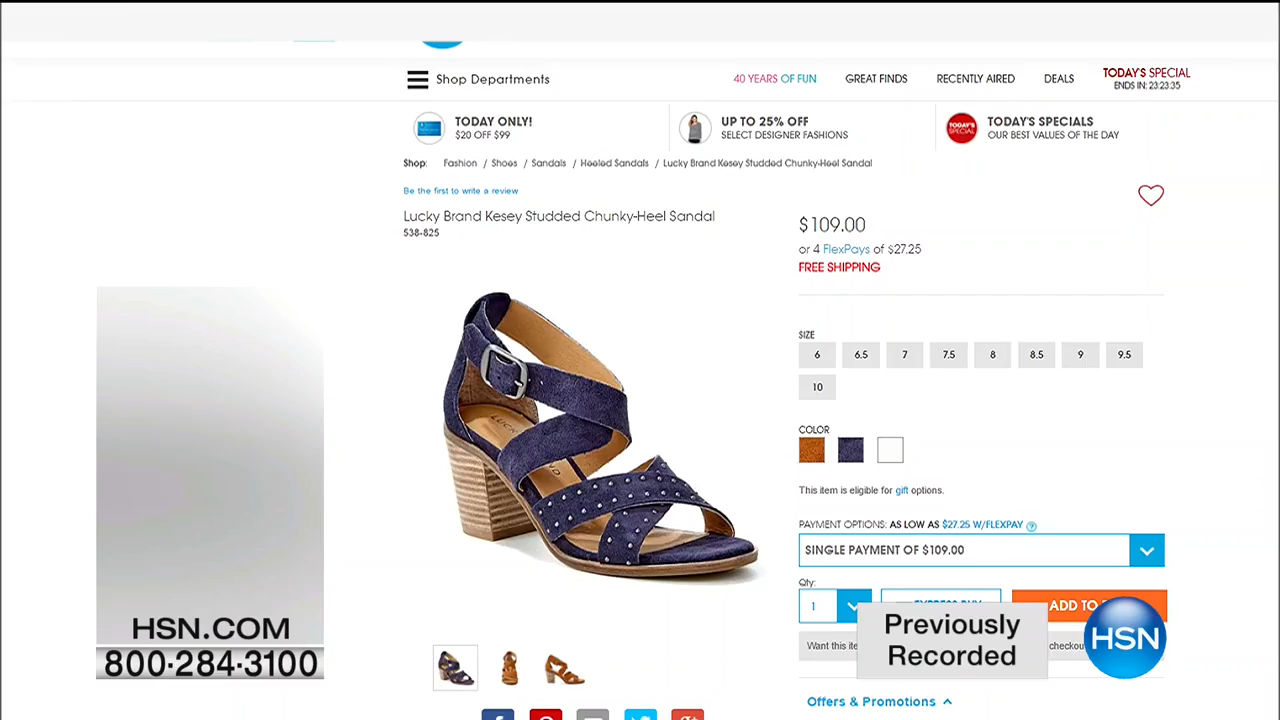 Shop Departments
40 YEARS OF FUN
GREAT FINDS
RECENTLY AIRED
DEALS
TODAY'S SPECIAL
ENDS IN: 23:23:35
TODAY ONLY!
$20 OFF $99
UP TO 25% OFF
SELECT DESIGNER FASHIONS
TODAY'S SPECIAL
TODAY'S SPECIALS
OUR BEST VALUES OF THE DAY
Shop: Fashion / Shoes / Sandals / Heeled Sandals / Lucky Brand Kesey Studded Chunky-Heel Sandal
Be the first to write a review
Lucky Brand Kesey Studded Chunky-Heel Sandal
538-825
$109.00
or 4 FlexPays of $27.25
FREE SHIPPING
SIZE
6 6.5 7 7.5 8 8.5 9 9.5
10
COLOR
This item is eligible for gift options.
PAYMENT OPTIONS: AS LOW AS $27.25 W/FLEXPAY ?
SINGLE PAYMENT OF $109.00
Qty:
1
ADD TO
Want this
Previously
Recorded
HSN
HSN.COM
800-284-3100
Offers & Promotions